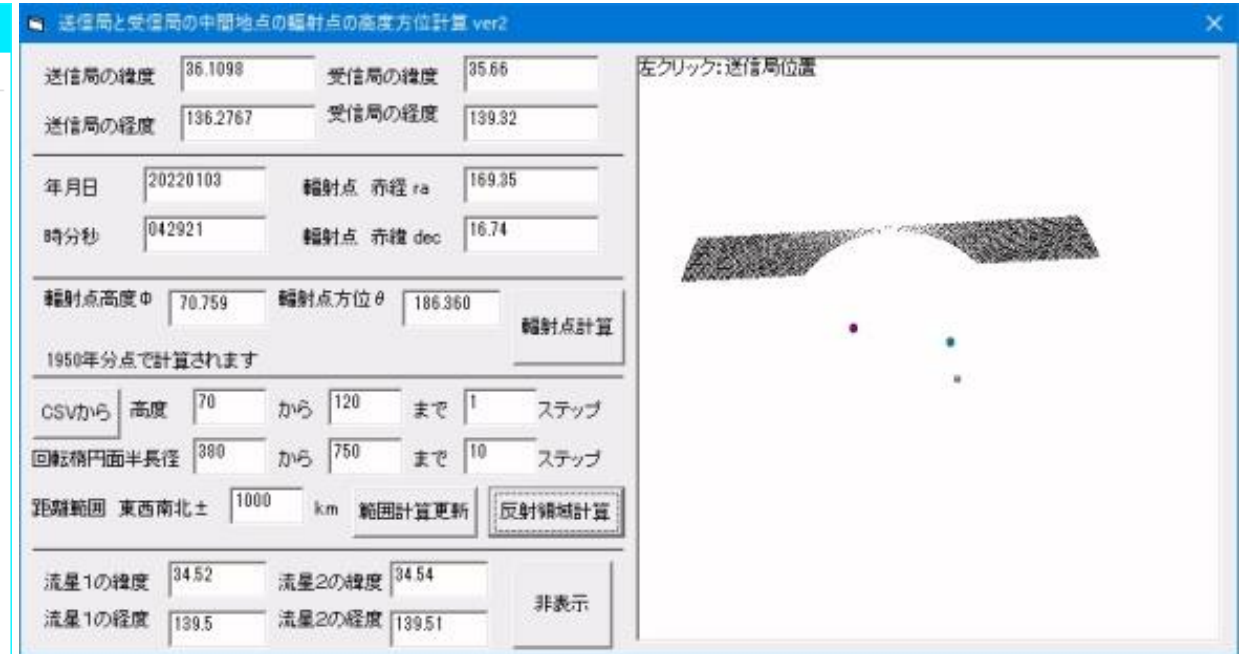 送信局と受信局の中間地点の輻射点の高度方位計算 ver2
送信局の緯度 36.1098 受信局の緯度 35.66
送信局の経度 136.2767 受信局の経度 139.32
年月日 20220103 輻射点 赤経 ra 169.35
時分秒 042921 輻射点 赤緯 dec 16.74
輻射点高度Φ 70.759 輻射点方位θ 186.360 輻射点計算
1950年分点で計算されます
CSVから 高度 70 から 120 まで 1 ステップ
回転楕円面半長径 380 から 750 まで 10 ステップ
距離範囲 東西南北± 1000 km 範囲計算更新 反射領域計算
流星1の緯度 34.52 流星2の緯度 34.54 非表示
流星1の経度 139.5 流星2の経度 139.51
左クリック:送信局位置